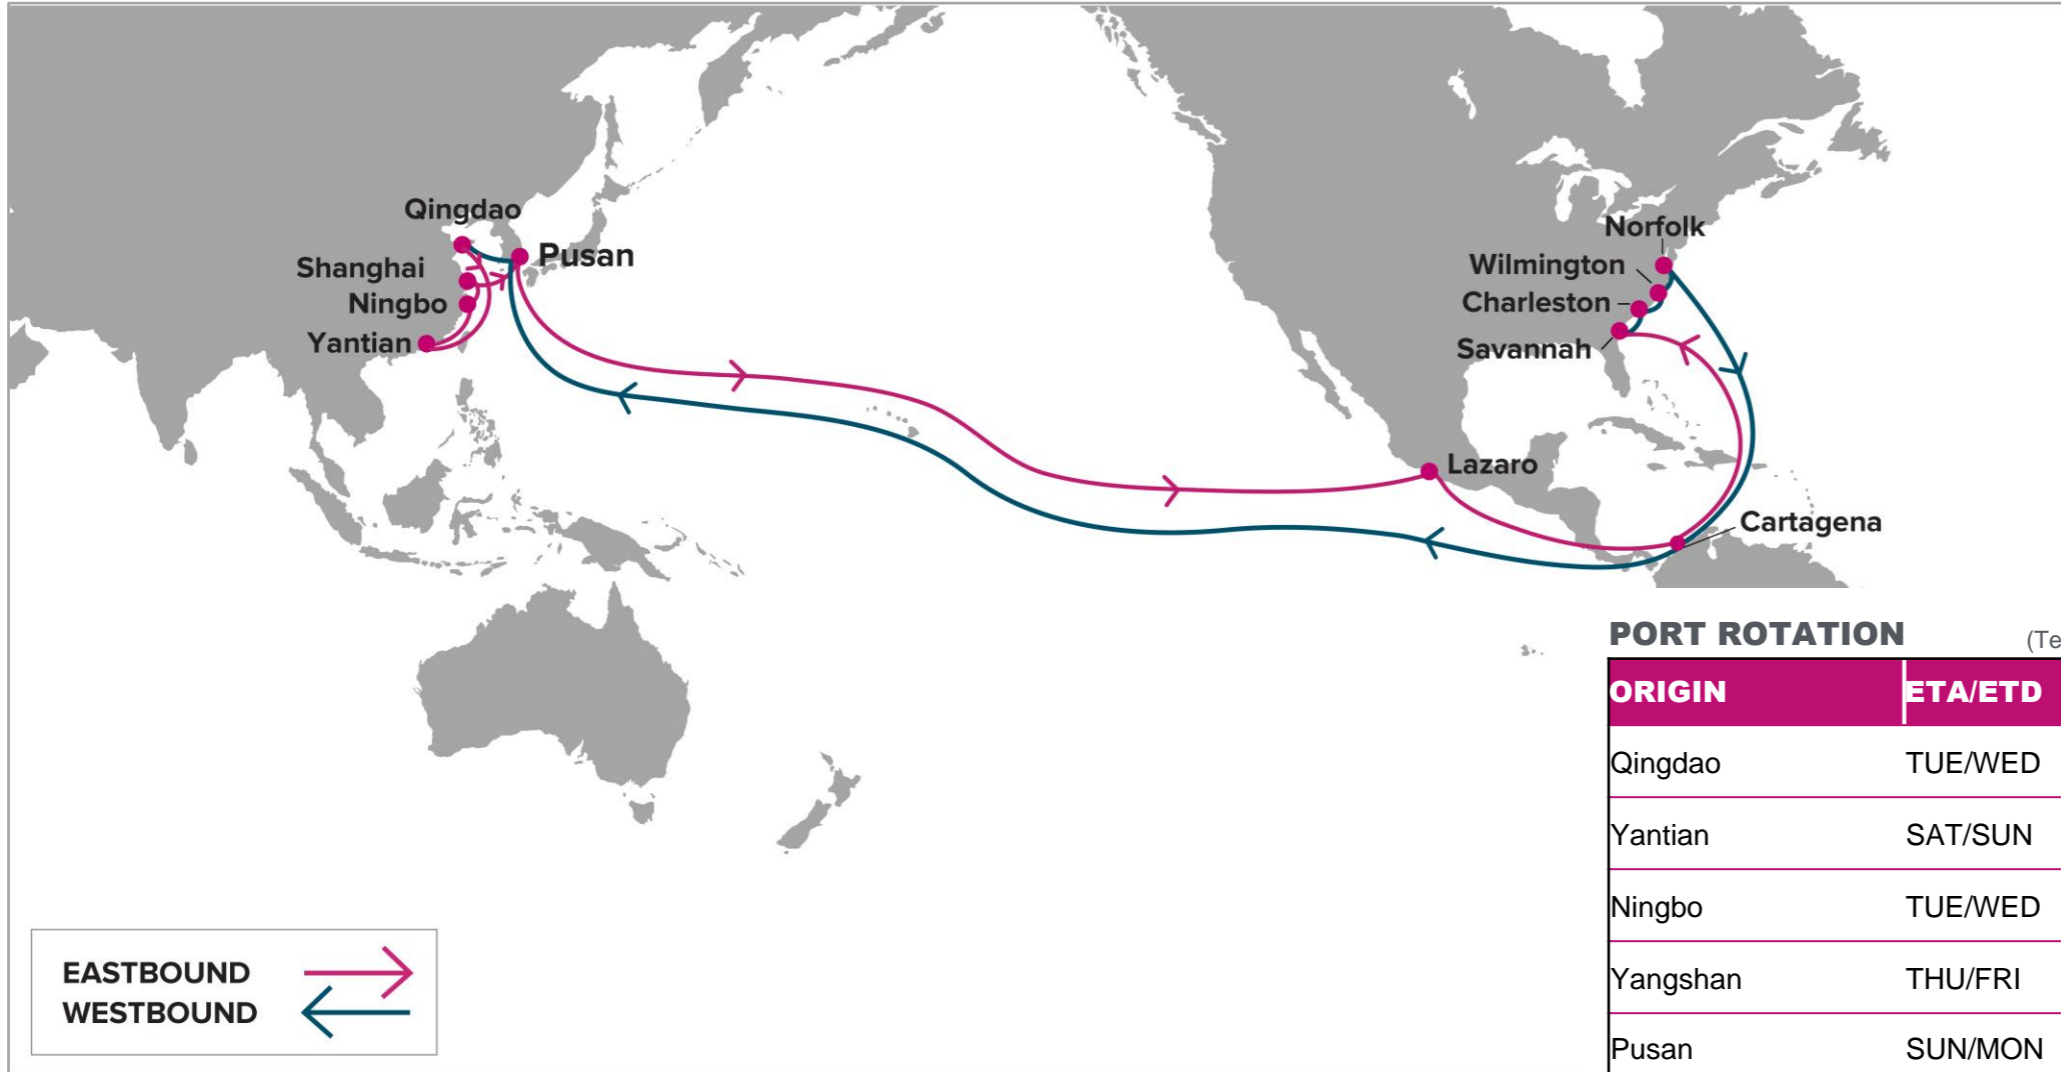 Qingdao
Pusan
Shanghai
Ningbo
Yantian
Norfolk
Wilmington
Charleston
Savannah
Lazaro
Cartagena
EASTBOUND
WESTBOUND
PORT ROTATION (Te
ORIGIN ETA/ETD
Qingdao TUE/WED
Yantian SAT/SUN
Ningbo TUE/WED
Yangshan THU/FRI
Pusan SUN/MON